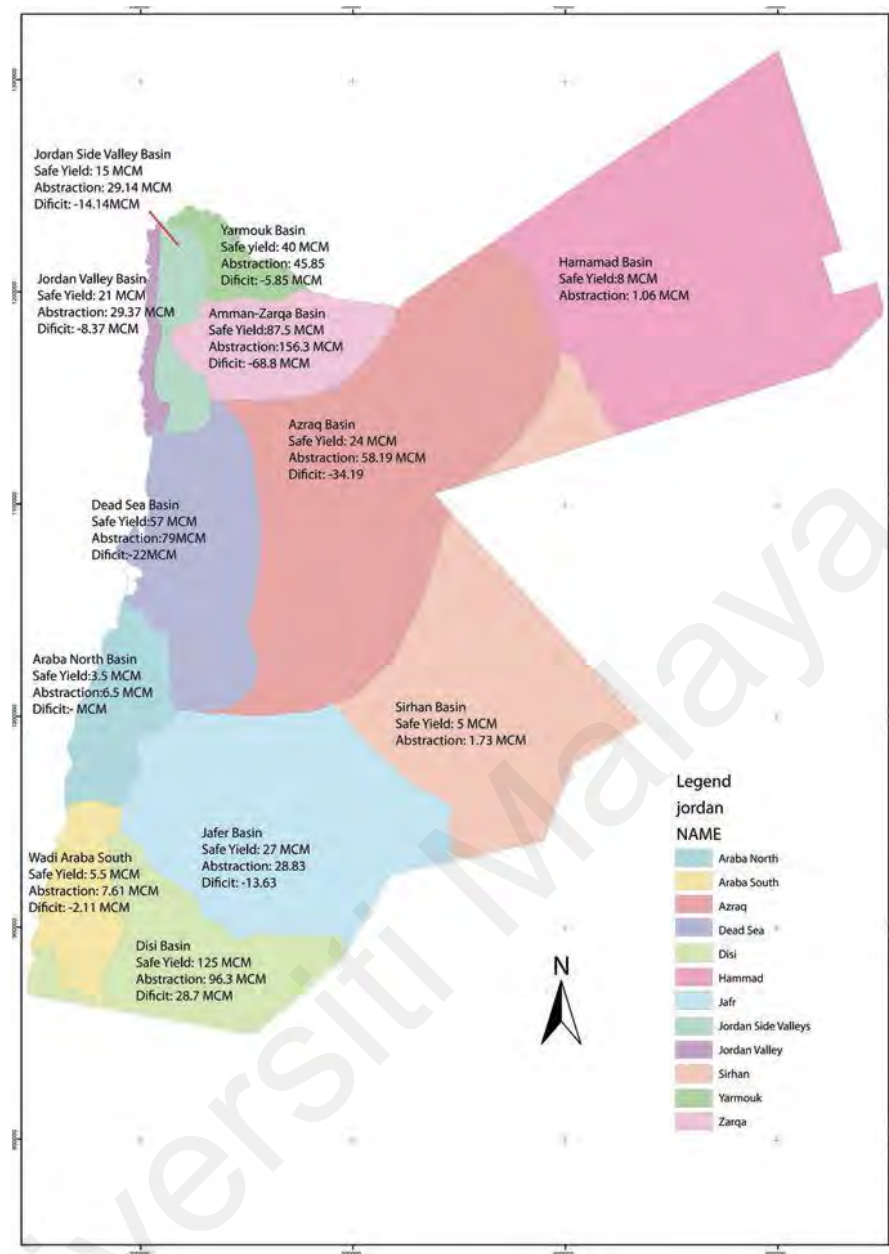 Jordan Side Valley Basin
Safe Yield: 15 MCM
Abstraction: 29.14 MCM
Dificit: -14.14MCM
Yarmouk Basin
Safe yield: 40 MCM
Abstraction: 45.85
Dificit: -5.85 MCM
Hamamad Basin
Safe Yield:8 MCM
Abstraction: 1.06 MCM
Jordan Valley Basin
Safe Yield: 21 MCM
Abstraction: 29.37 MCM
Dificit: -8.37 MCM
Amman-Zarqa Basin
Safe Yield:87.5 MCM
Abstraction:156.3 MCM
Dificit: -68.8 MCM
Azraq Basin
Safe Yield: 24 MCM
Abstraction: 58.19 MCM
Dificit: -34.19
Dead Sea Basin
Safe Yield:57 MCM
Abstraction:79MCM
Dificit:-22MCM
Araba North Basin
Safe Yield:3.5 MCM
Abstraction:6.5 MCM
Dificit:- MCM
Sirhan Basin
Safe Yield: 5 MCM
Abstraction: 1.73 MCM
Jafer Basin
Safe Yield: 27 MCM
Abstraction: 28.83
Dificit: -13.63
Wadi Araba South
Safe Yield: 5.5 MCM
Abstraction: 7.61 MCM
Dificit: -2.11 MCM
Disi Basin
Safe Yield: 125 MCM
Abstraction: 96.3 MCM
Dificit: 28.7 MCM
N
Legend
jordan
NAME
Araba North
Araba South
Azraq
Dead Sea
Disi
Hammad
Jafr
Jordan Side Valleys
Jordan Valley
Sirhan
Yarmouk
Zarqa
Malaya